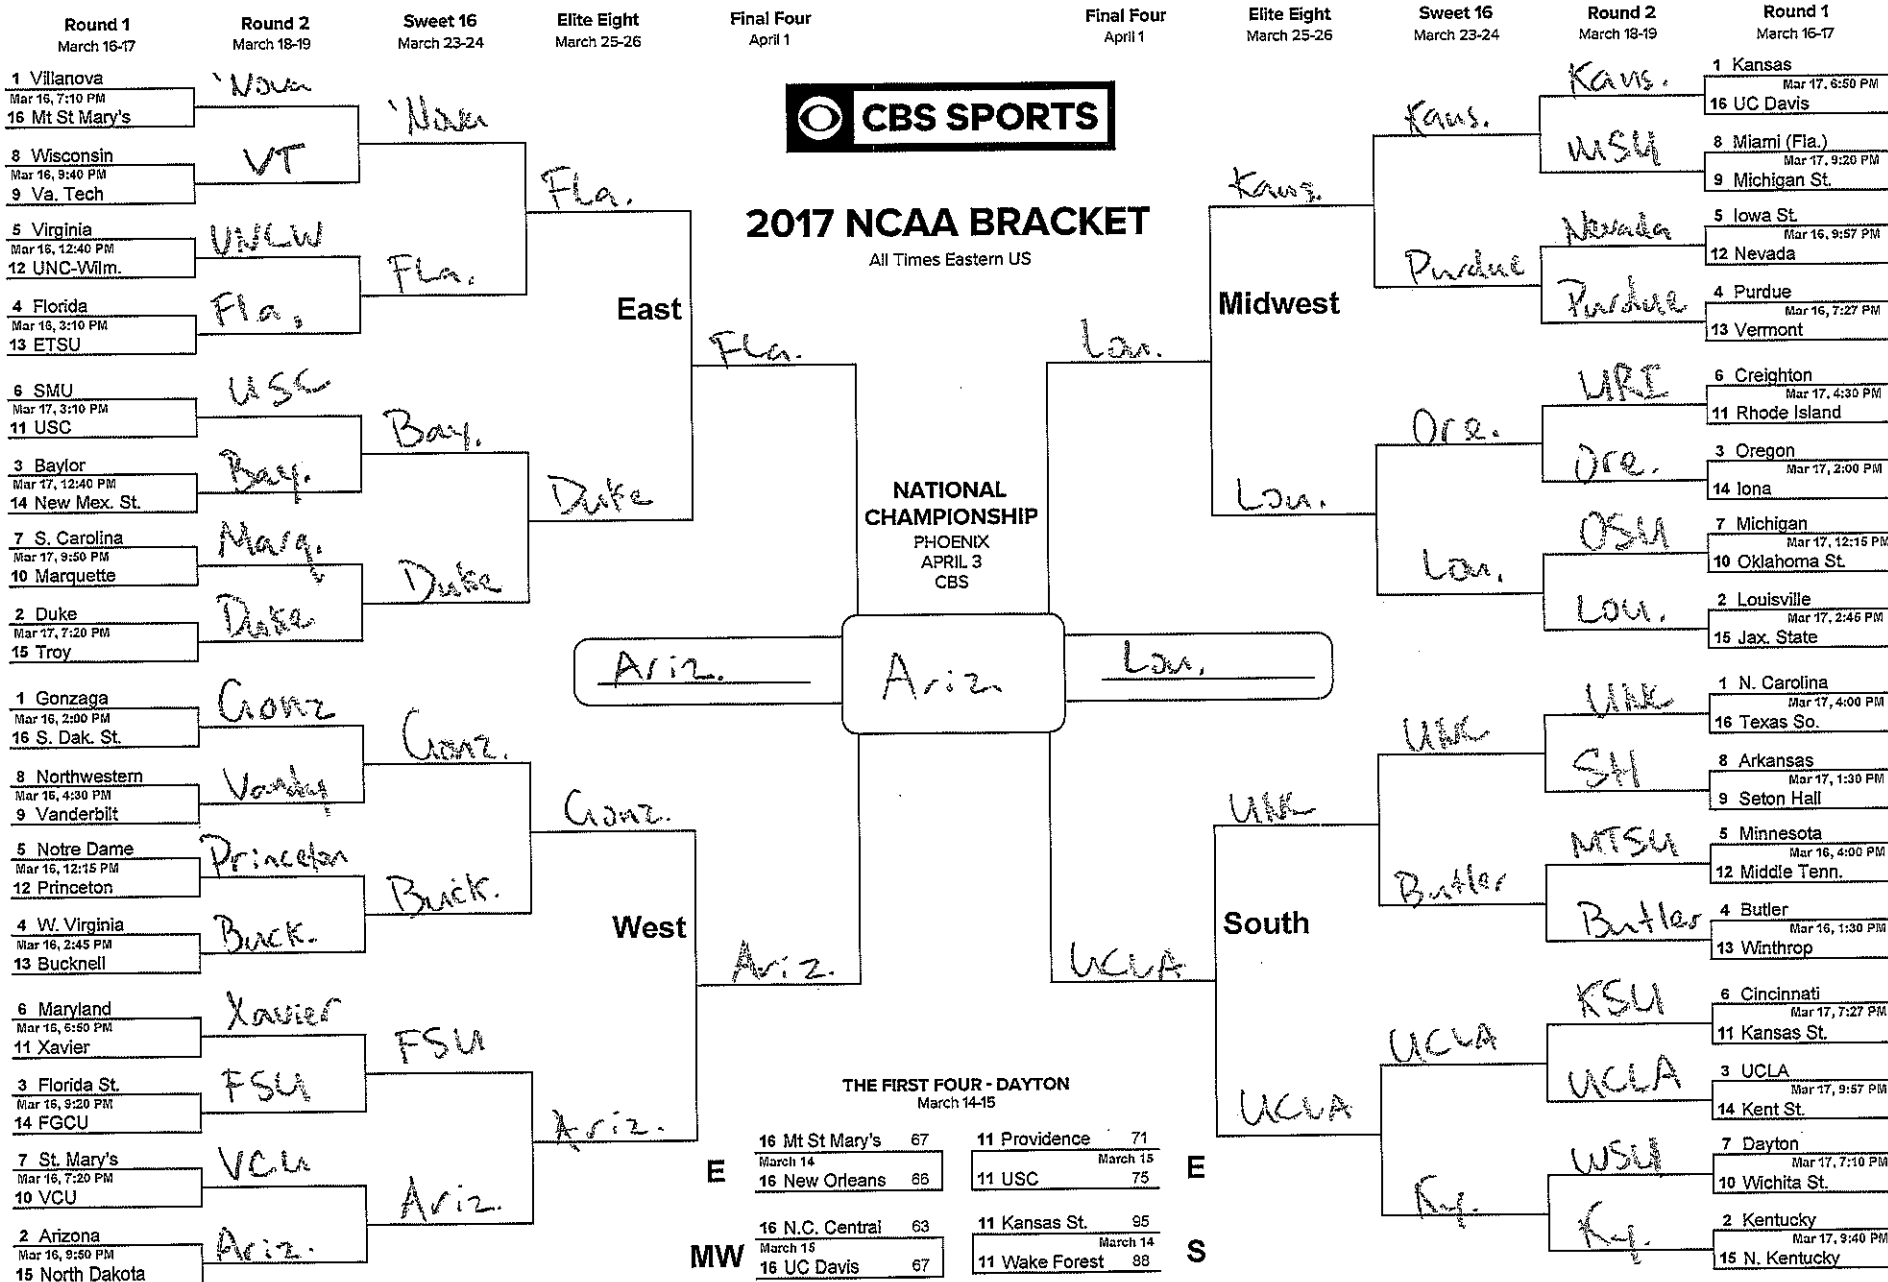 Round 1
March 16-17
Round 2
March 18-19
Sweet 16
March 23-24
Elite Eight
March 25-26
Final Four
April 1
Final Four
April 1
Elite Eight
March 25-26
Sweet 16
March 23-24
Round 2
March 18-19
Round 1
March 16-17
CBS SPORTS
2017 NCAA BRACKET
All Times Eastern US
1 Villanova
Mar 16, 7:10 PM
16 Mt St Mary's
8 Wisconsin
Mar 16, 9:40 PM
9 Va. Tech
5 Virginia
Mar 16, 12:40 PM
12 UNC-Wilm.
4 Florida
Mar 16, 3:10 PM
13 ETSU
6 SMU
Mar 17, 3:10 PM
11 USC
3 Baylor
Mar 17, 12:40 PM
14 New Mex. St.
7 S. Carolina
Mar 17, 9:50 PM
10 Marquette
2 Duke
Mar 17, 7:20 PM
15 Troy
'Nova
VT
UNCW
Fla.
USC
Bay.
Marq.
Duke
'Nova
Fla.
Bay.
Duke
Fla.
Duke
East
Fla.
1 Gonzaga
Mar 16, 2:00 PM
16 S. Dak. St.
8 Northwestern
Mar 16, 4:30 PM
9 Vanderbilt
5 Notre Dame
Mar 16, 12:15 PM
12 Princeton
4 W. Virginia
Mar 16, 2:45 PM
13 Bucknell
6 Maryland
Mar 16, 6:50 PM
11 Xavier
3 Florida St.
Mar 16, 9:20 PM
14 FGCU
7 St. Mary's
Mar 16, 7:20 PM
10 VCU
2 Arizona
Mar 16, 9:50 PM
15 North Dakota
Gonz
Vandy
Princeton
Buck.
Xavier
FSU
VCU
Ariz.
Gonz.
Buck.
FSU
Ariz.
Gonz.
Ariz.
West
Ariz.
NATIONAL
CHAMPIONSHIP
PHOENIX
APRIL 3
CBS
Ariz.
Ariz
Lou.
1 Kansas
Mar 17, 6:50 PM
16 UC Davis
8 Miami (Fla.)
Mar 17, 9:20 PM
9 Michigan St.
5 Iowa St.
Mar 16, 9:57 PM
12 Nevada
4 Purdue
Mar 16, 7:27 PM
13 Vermont
6 Creighton
Mar 17, 4:30 PM
11 Rhode Island
3 Oregon
Mar 17, 2:00 PM
14 Iona
7 Michigan
Mar 17, 12:15 PM
10 Oklahoma St.
2 Louisville
Mar 17, 2:45 PM
15 Jax. State
Kans.
MSU
Nevada
Purdue
URI
Ore.
OSU
Lou.
Kans.
Purdue
Ore.
Lou.
Kans.
Lou.
Midwest
Lou.
1 N. Carolina
Mar 17, 4:00 PM
16 Texas So.
8 Arkansas
Mar 17, 1:30 PM
9 Seton Hall
5 Minnesota
Mar 16, 4:00 PM
12 Middle Tenn.
4 Butler
Mar 16, 1:30 PM
13 Winthrop
6 Cincinnati
Mar 17, 7:27 PM
11 Kansas St.
3 UCLA
Mar 17, 9:57 PM
14 Kent St.
7 Dayton
Mar 17, 7:10 PM
10 Wichita St.
2 Kentucky
Mar 17, 9:40 PM
15 N. Kentucky
UNC
SH
MTSU
Butler
KSU
UCLA
WSU
Ky.
UNC
Butler
UCLA
Ky.
UNC
UCLA
South
UCLA
THE FIRST FOUR - DAYTON
March 14-15
E
16 Mt St Mary's 67
March 14
16 New Orleans 66
11 Providence 71
March 15
11 USC 75
E
MW
16 N.C. Central 63
March 15
16 UC Davis 67
11 Kansas St. 95
March 14
11 Wake Forest 88
S